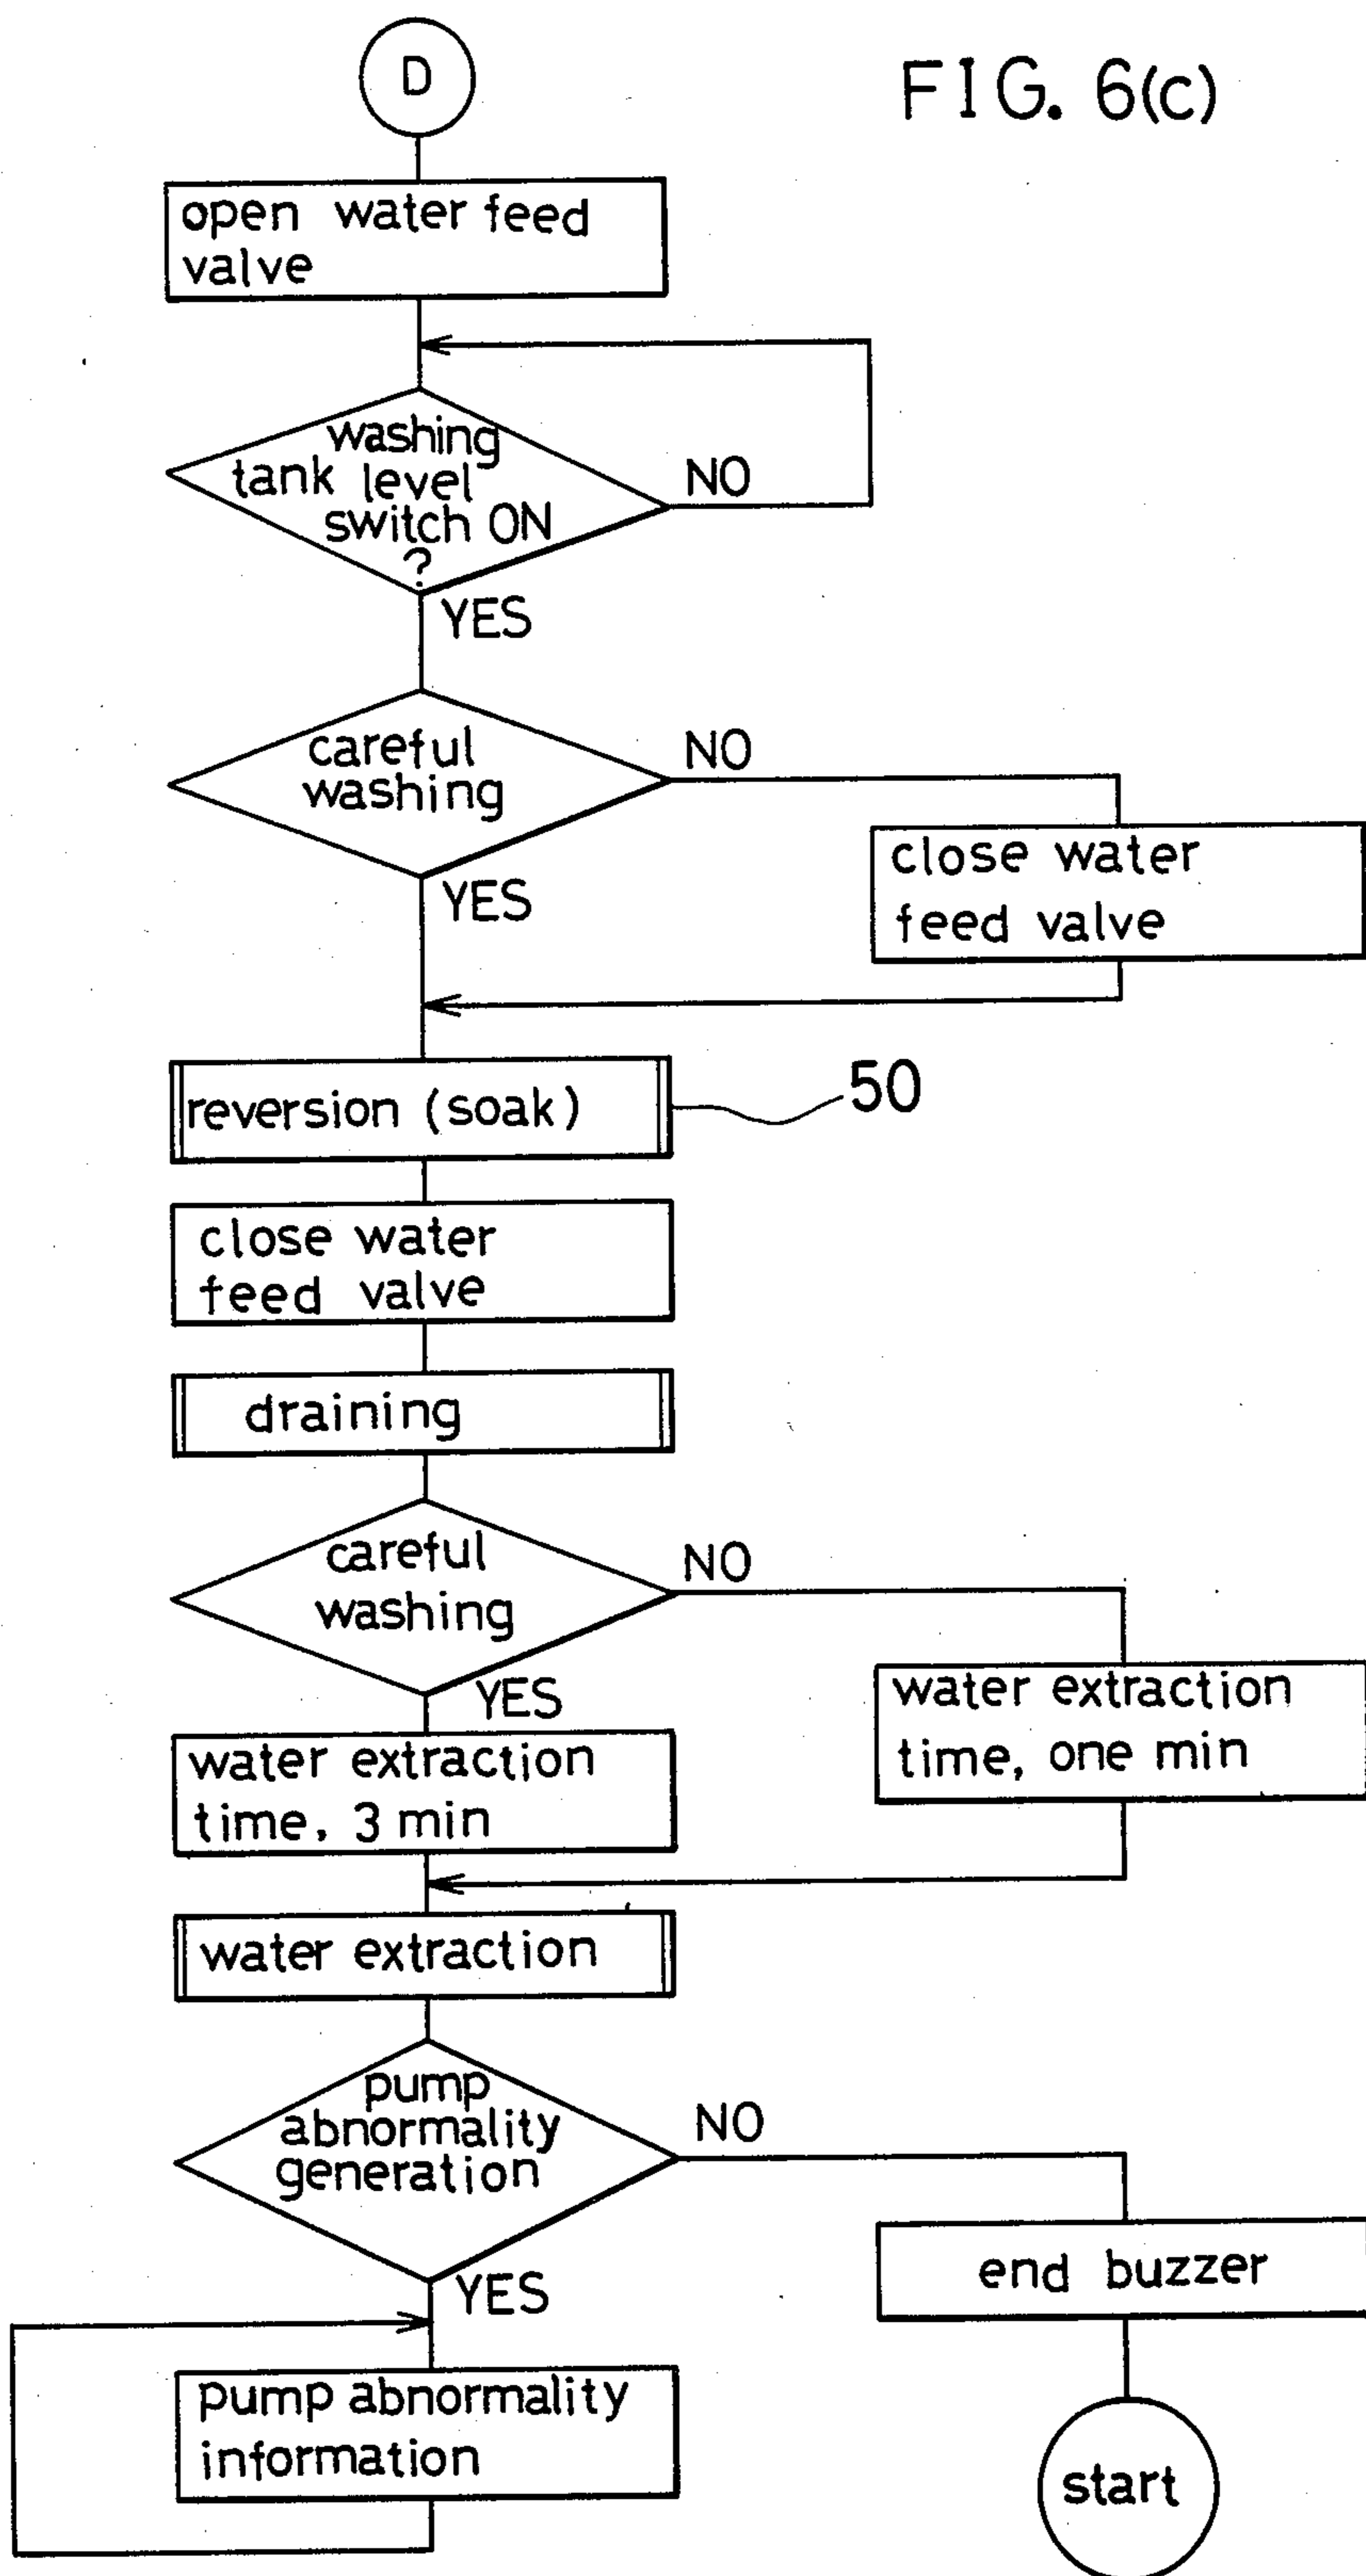 D
FIG. 6(c)
open water feed
valve
washing
tank level
switch ON
?
NO
YES
careful
washing
NO
YES
close water
feed valve
reversion (soak)
50
close water
feed valve
draining
careful
washing
NO
YES
water extraction
time, one min
water extraction
time, 3 min
water extraction
pump
abnormality
generation
NO
YES
end buzzer
pump abnormality
information
start